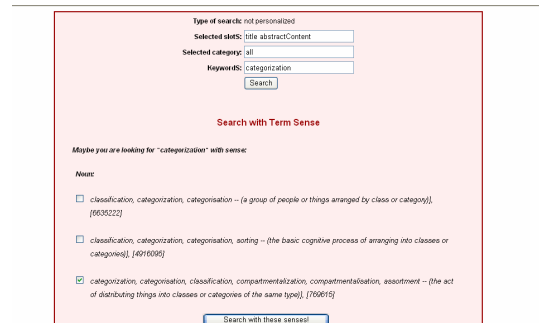 Type of search: not personalized
Selected slotS: title abstractContent
Selected category: all
KeywordS: categorization
Search
Search with Term Sense
Maybe you are looking for "categorization" with sense:
Noun:
classification, categorization, categorisation -- (a group of people or things arranged by class or category)],
[6635222]
classification, categorization, categorisation, sorting -- (the basic cognitive process of arranging into classes or
categories)], [4916095]
categorization, categorisation, classification, compartmentalization, compartmentalisation, assortment -- (the act
of distributing things into classes or categories of the same type)], [769615]
Search with these senses!